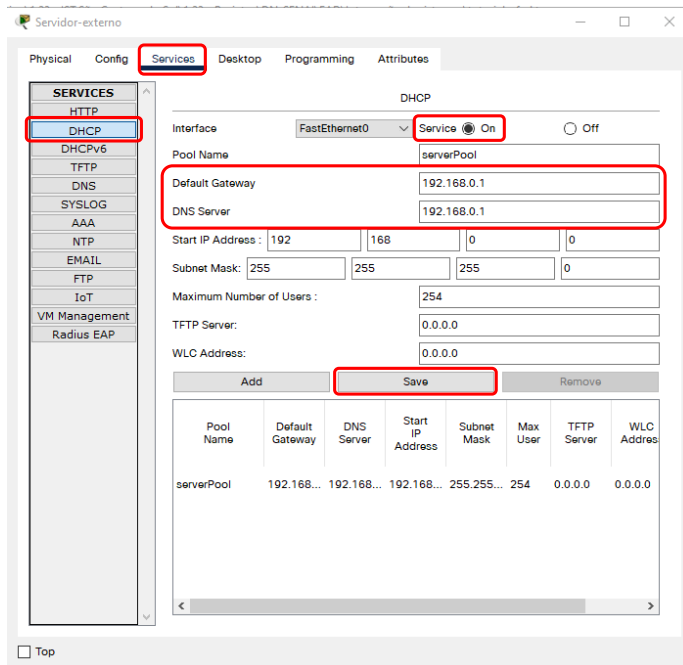 Servidor-externo
Physical Config Services Desktop Programming Attributes
SERVICES
HTTP
DHCP
DHCPv6
TFTP
DNS
SYSLOG
AAA
NTP
EMAIL
FTP
IoT
VM Management
Radius EAP
DHCP
Interface FastEthernet0 Service On Off
Pool Name serverPool
Default Gateway 192.168.0.1
DNS Server 192.168.0.1
Start IP Address : 192 168 0 0
Subnet Mask: 255 255 255 0
Maximum Number of Users : 254
TFTP Server: 0.0.0.0
WLC Address: 0.0.0.0
Add Save Remove
Pool Name Default Gateway DNS Server Start IP Address Subnet Mask Max User TFTP Server WLC Addres
serverPool 192.168... 192.168... 192.168... 255.255... 254 0.0.0.0 0.0.0.0
Top